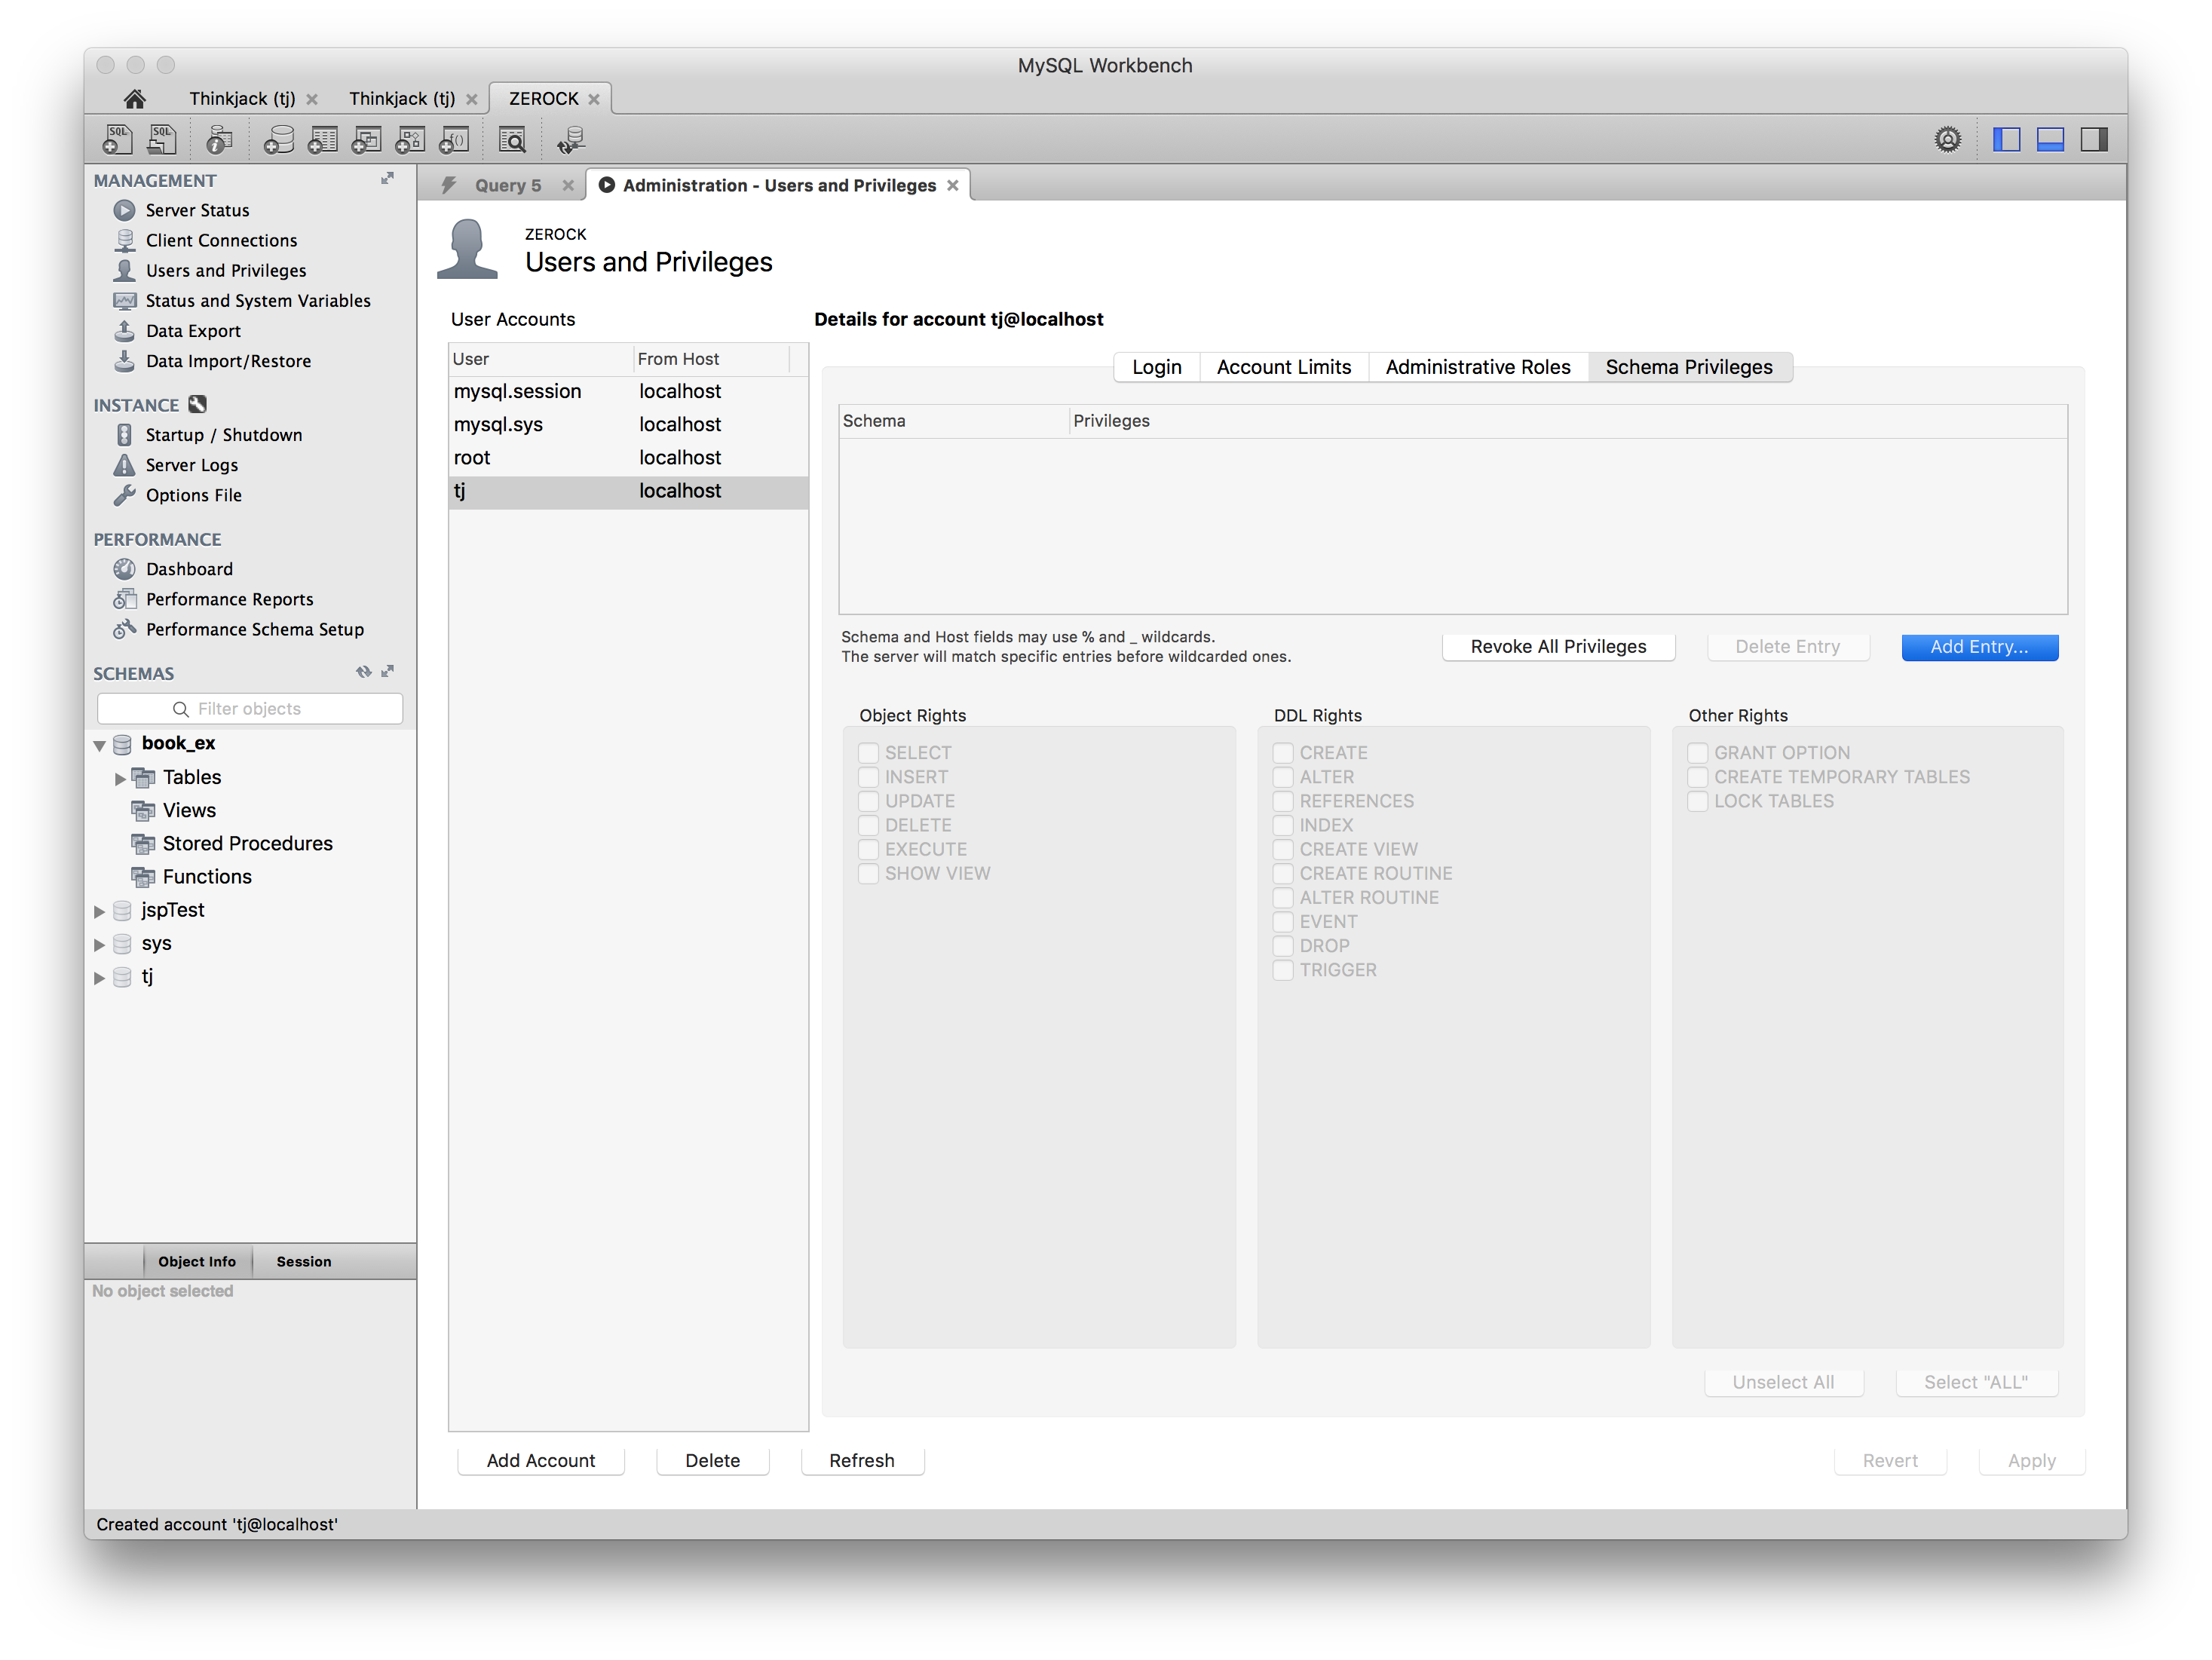 MySQL Workbench
Thinkjack (tj) Thinkjack (tj) ZEROCK
SQL SQL
MANAGEMENT
Server Status
Client Connections
Users and Privileges
Status and System Variables
Data Export
Data Import/Restore
INSTANCE
Startup / Shutdown
Server Logs
Options File
PERFORMANCE
Dashboard
Performance Reports
Performance Schema Setup
SCHEMAS
Filter objects
book_ex
Tables
Views
Stored Procedures
Functions
jspTest
sys
tj
Object Info Session
No object selected
Query 5 Administration - Users and Privileges
ZEROCK
Users and Privileges
User Accounts
User From Host
mysql.session localhost
mysql.sys localhost
root localhost
tj localhost
Add Account Delete Refresh
Details for account tj@localhost
Login Account Limits Administrative Roles Schema Privileges
Schema Privileges
Schema and Host fields may use % and _ wildcards.
The server will match specific entries before wildcarded ones.
Revoke All Privileges Delete Entry Add Entry...
Object Rights
SELECT
INSERT
UPDATE
DELETE
EXECUTE
SHOW VIEW
DDL Rights
CREATE
ALTER
REFERENCES
INDEX
CREATE VIEW
CREATE ROUTINE
ALTER ROUTINE
EVENT
DROP
TRIGGER
Other Rights
GRANT OPTION
CREATE TEMPORARY TABLES
LOCK TABLES
Unselect All Select "ALL"
Revert Apply
Created account 'tj@localhost'